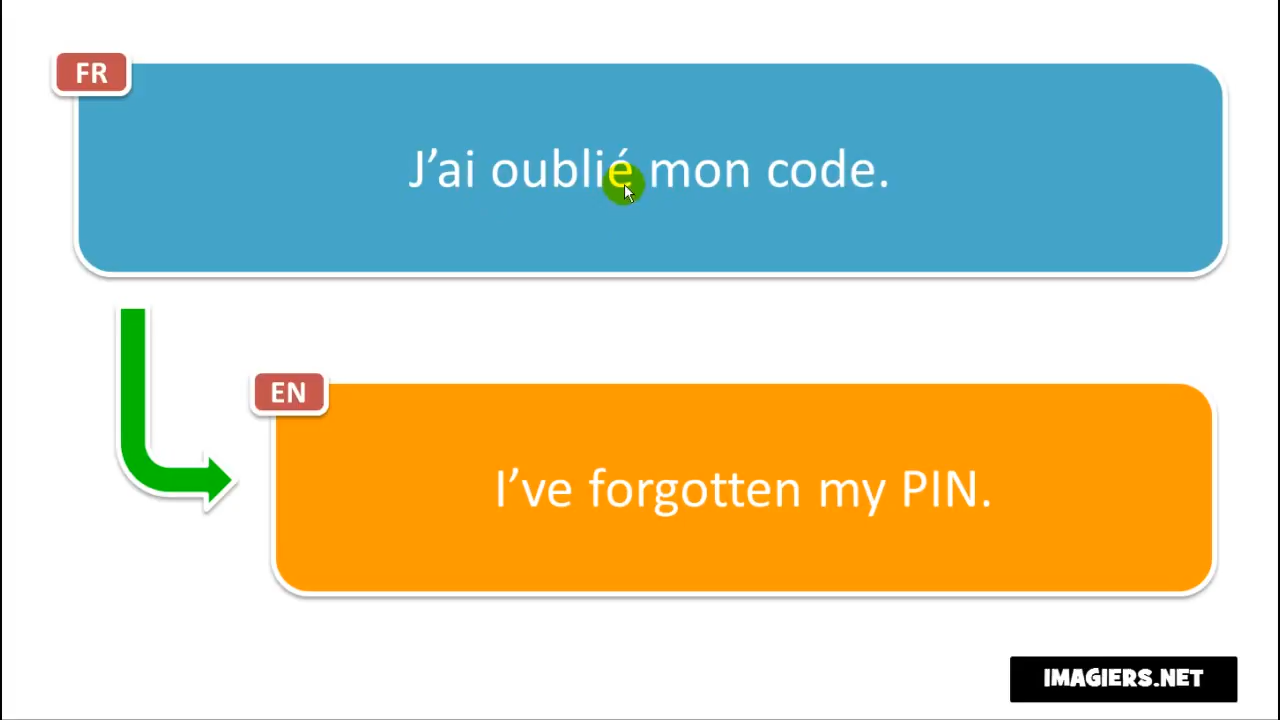 FR
J’ai oublié mon code.
EN
I’ve forgotten my PIN.
IMAGIERS.NET